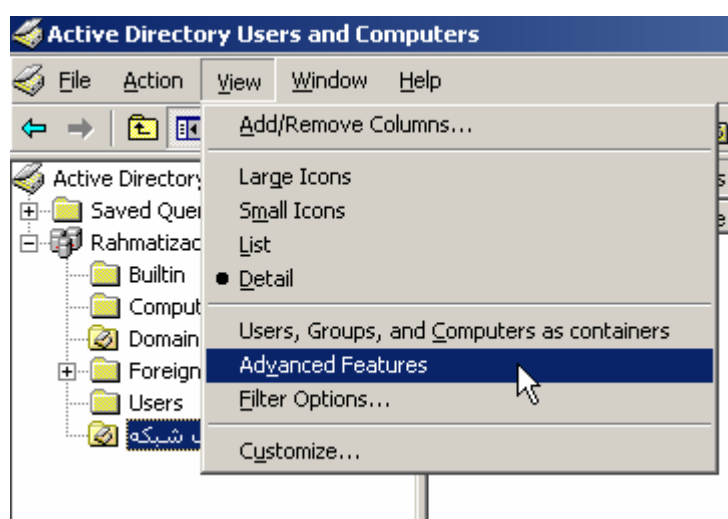 Active Directory Users and Computers
File Action View Window Help
Add/Remove Columns...
Active Directory
Large Icons
Saved Quer
Small Icons
Rahmatizad
List
Builtin
Detail
Comput
Domain
Users, Groups, and Computers as containers
Foreign
Advanced Features
Users
Filter Options...
شبکه
Customize...